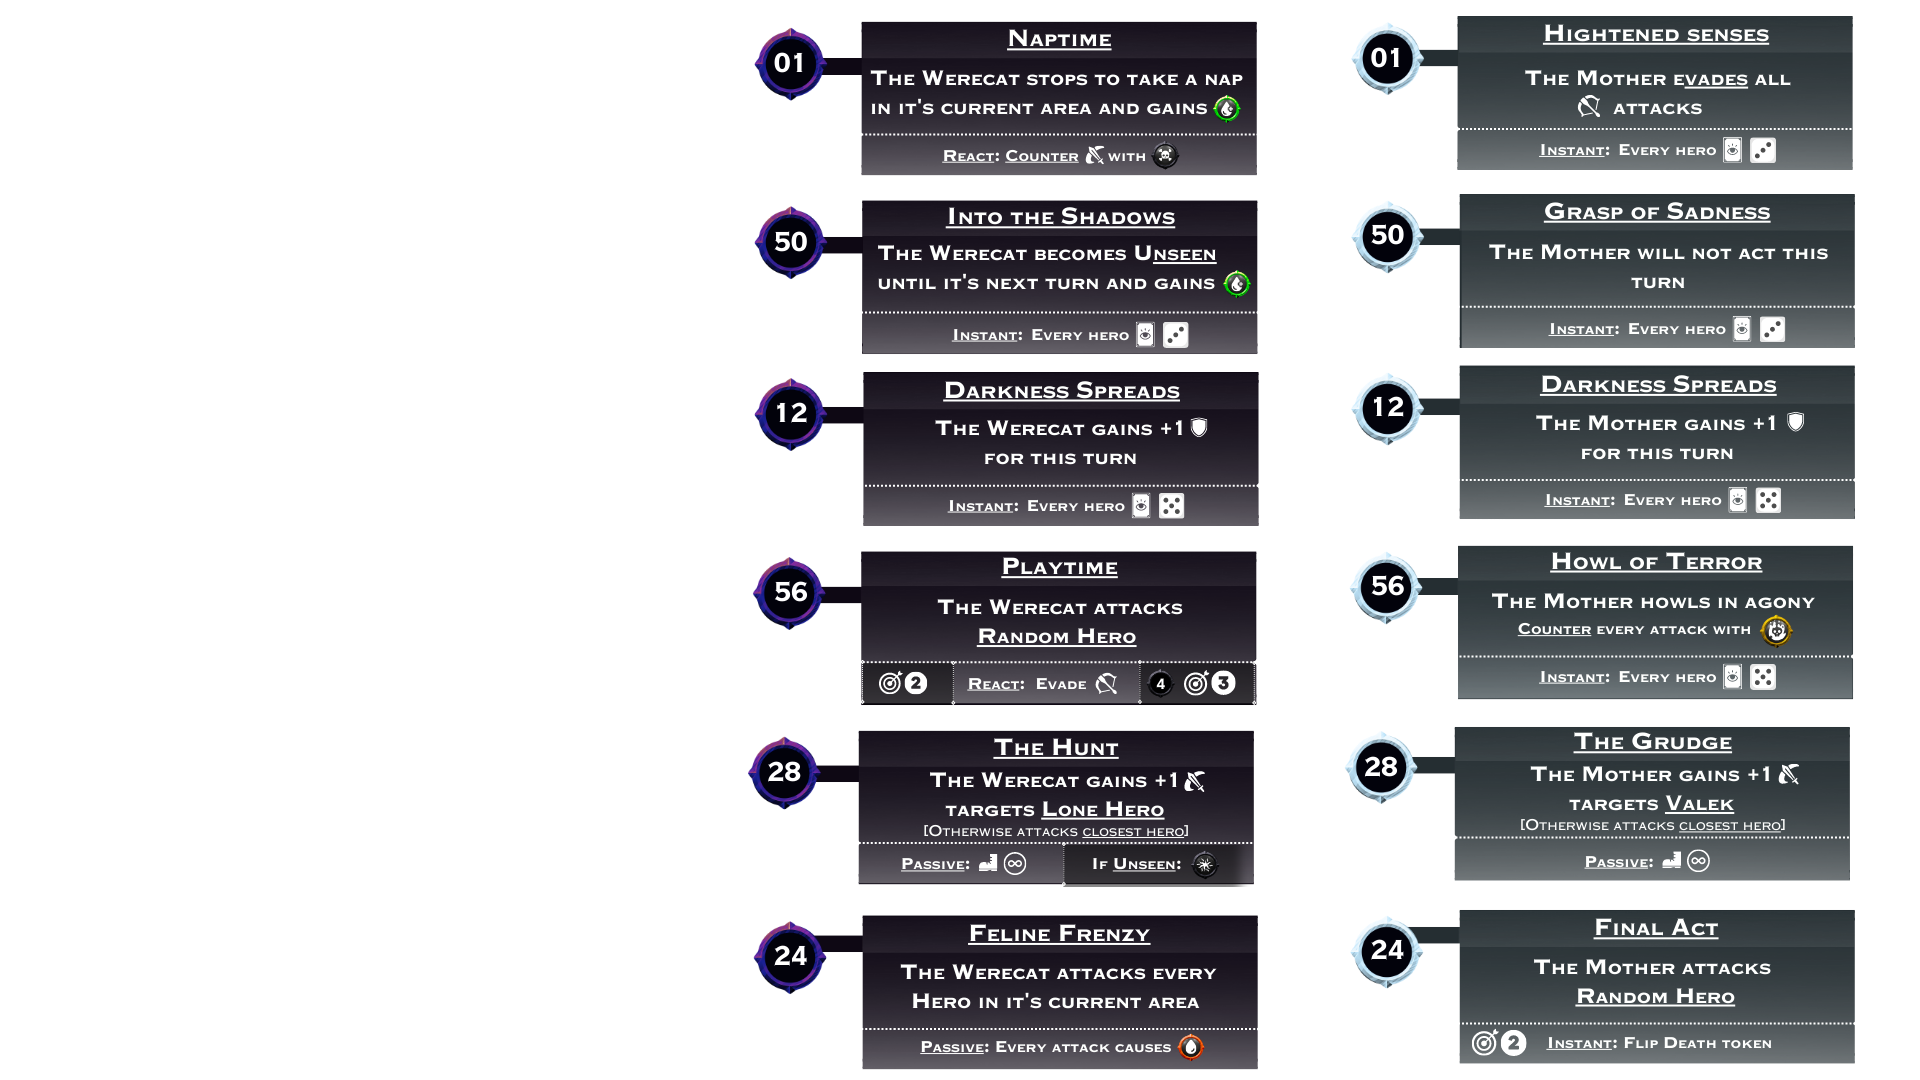 01
Naptime
The Werecat stops to take a nap
in it's current area and gains
React: Counter with
50
Into the Shadows
The Werecat becomes Unseen
until it's next turn and gains
Instant: Every hero
12
Darkness Spreads
The Werecat gains +1
for this turn
Instant: Every hero
56
Playtime
The Werecat attacks
Random Hero
2 React: Evade 4 3
28
The Hunt
The Werecat gains +1
targets Lone Hero
[Otherwise attacks closest hero]
Passive: ∞ If Unseen:
24
Feline Frenzy
The Werecat attacks every
Hero in it's current area
Passive: Every attack causes
01
Hightened senses
The Mother evades all
attacks
Instant: Every hero
50
Grasp of Sadness
The Mother will not act this
turn
Instant: Every hero
12
Darkness Spreads
The Mother gains +1
for this turn
Instant: Every hero
56
Howl of Terror
The Mother howls in agony
Counter every attack with
Instant: Every hero
28
The Grudge
The Mother gains +1
targets Valek
[Otherwise attacks closest hero]
Passive: ∞
24
Final Act
The Mother attacks
Random Hero
2 Instant: Flip Death token